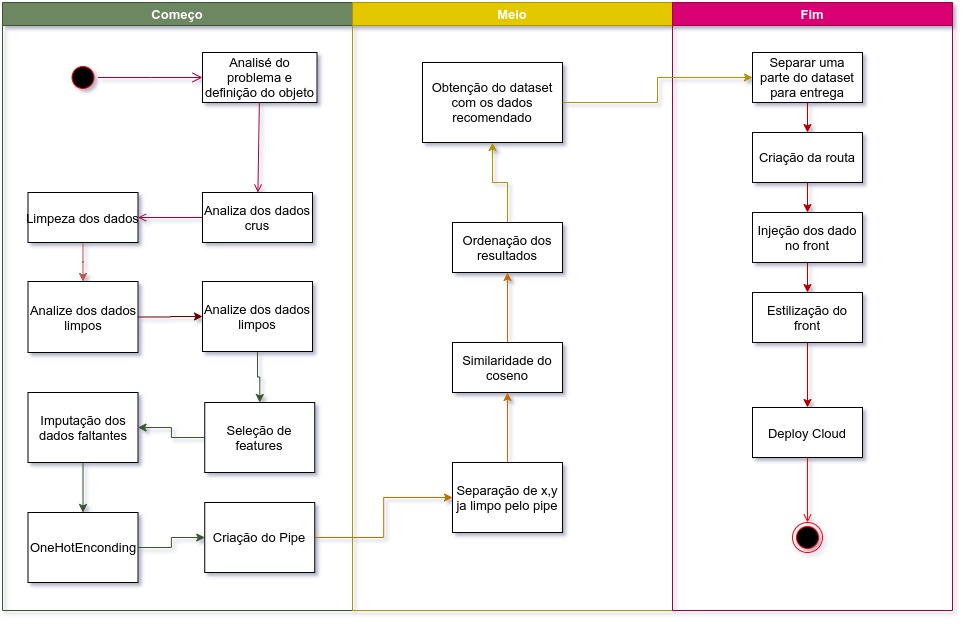 Começo
Meio
Fim
Analisé do
problema e
definição do objeto
Analiza dos dados
crus
Limpeza dos dados
Analize dos dados
limpos
Analize dos dados
limpos
Seleção de
features
Imputação dos
dados faltantes
OneHotEnconding
Criação do Pipe
Separação de x,y
ja limpo pelo pipe
Similaridade do
coseno
Ordenação dos
resultados
Obtenção do dataset
com os dados
recomendado
Separar uma
parte do dataset
para entrega
Criação da routa
Injeção dos dado
no front
Estilização do
front
Deploy Cloud